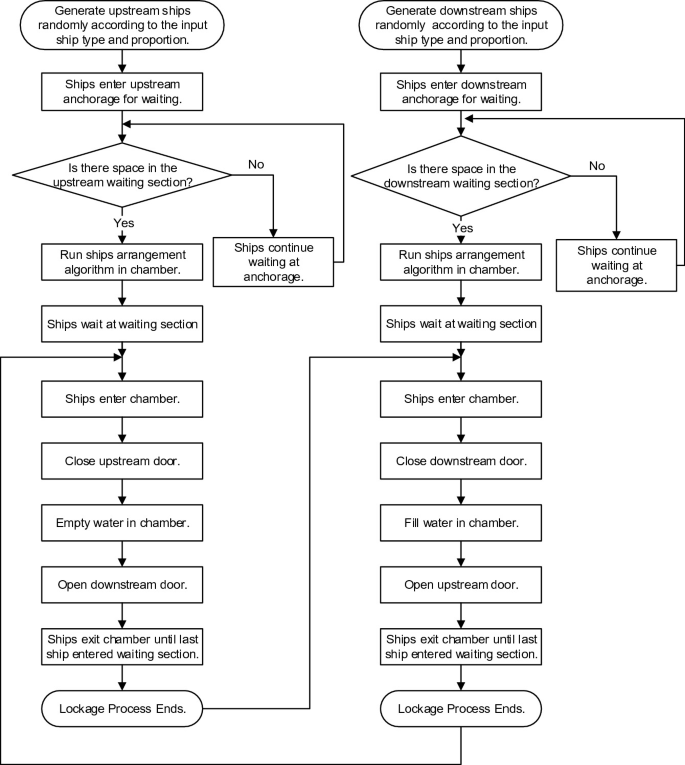 Generate upstream ships
randomly according to the input
ship type and proportion.
Ships enter upstream
anchorage for waiting.
Is there space in the
upstream waiting section?
No
Yes
Ships continue
waiting at
anchorage.
Run ships arrangement
algorithm in chamber.
Ships wait at waiting section
Ships enter chamber.
Close upstream door.
Empty water in chamber.
Open downstream door.
Ships exit chamber until last
ship entered waiting section.
Lockage Process Ends.
Generate downstream ships
randomly according to the input
ship type and proportion.
Ships enter downstream
anchorage for waiting.
Is there space in the
downstream waiting section?
No
Yes
Ships continue
waiting at
anchorage.
Run ships arrangement
algorithm in chamber.
Ships wait at waiting section
Ships enter chamber.
Close downstream door.
Fill water in chamber.
Open upstream door.
Ships exit chamber until last
ship entered waiting section.
Lockage Process Ends.